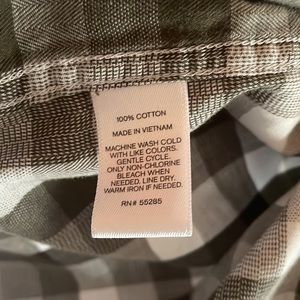 100% COTTON
MADE IN VIETNAM
MACHINE WASH COLD
WITH LIKE COLORS.
GENTLE CYCLE.
ONLY NON-CHLORINE
BLEACH WHEN
NEEDED. LINE DRY.
WARM IRON IF NEEDED.
RN# 55285